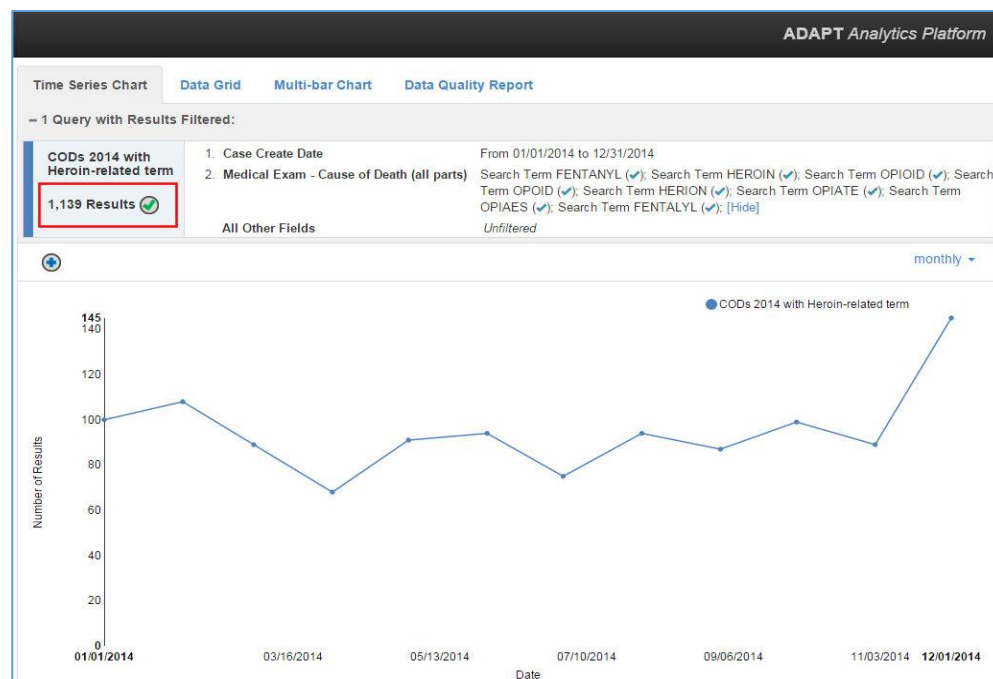 ADAPT Analytics Platform
Time Series Chart Data Grid Multi-bar Chart Data Quality Report
– 1 Query with Results Filtered:
CODs 2014 with
Heroin-related term
1,139 Results
1. Case Create Date From 01/01/2014 to 12/31/2014
2. Medical Exam - Cause of Death (all parts) Search Term FENTANYL (✔); Search Term HEROIN (✔); Search Term OPIOID (✔); Search
Term OPOID (✔); Search Term HERION (✔); Search Term OPIATE (✔); Search Term
OPIAES (✔); Search Term FENTALYL (✔); [Hide]
All Other Fields Unfiltered
monthly
CODs 2014 with Heroin-related term
145
140
120
100
80
60
40
20
0
Number of Results
01/01/2014 03/16/2014 05/13/2014 07/10/2014 09/06/2014 11/03/2014 12/01/2014
Date